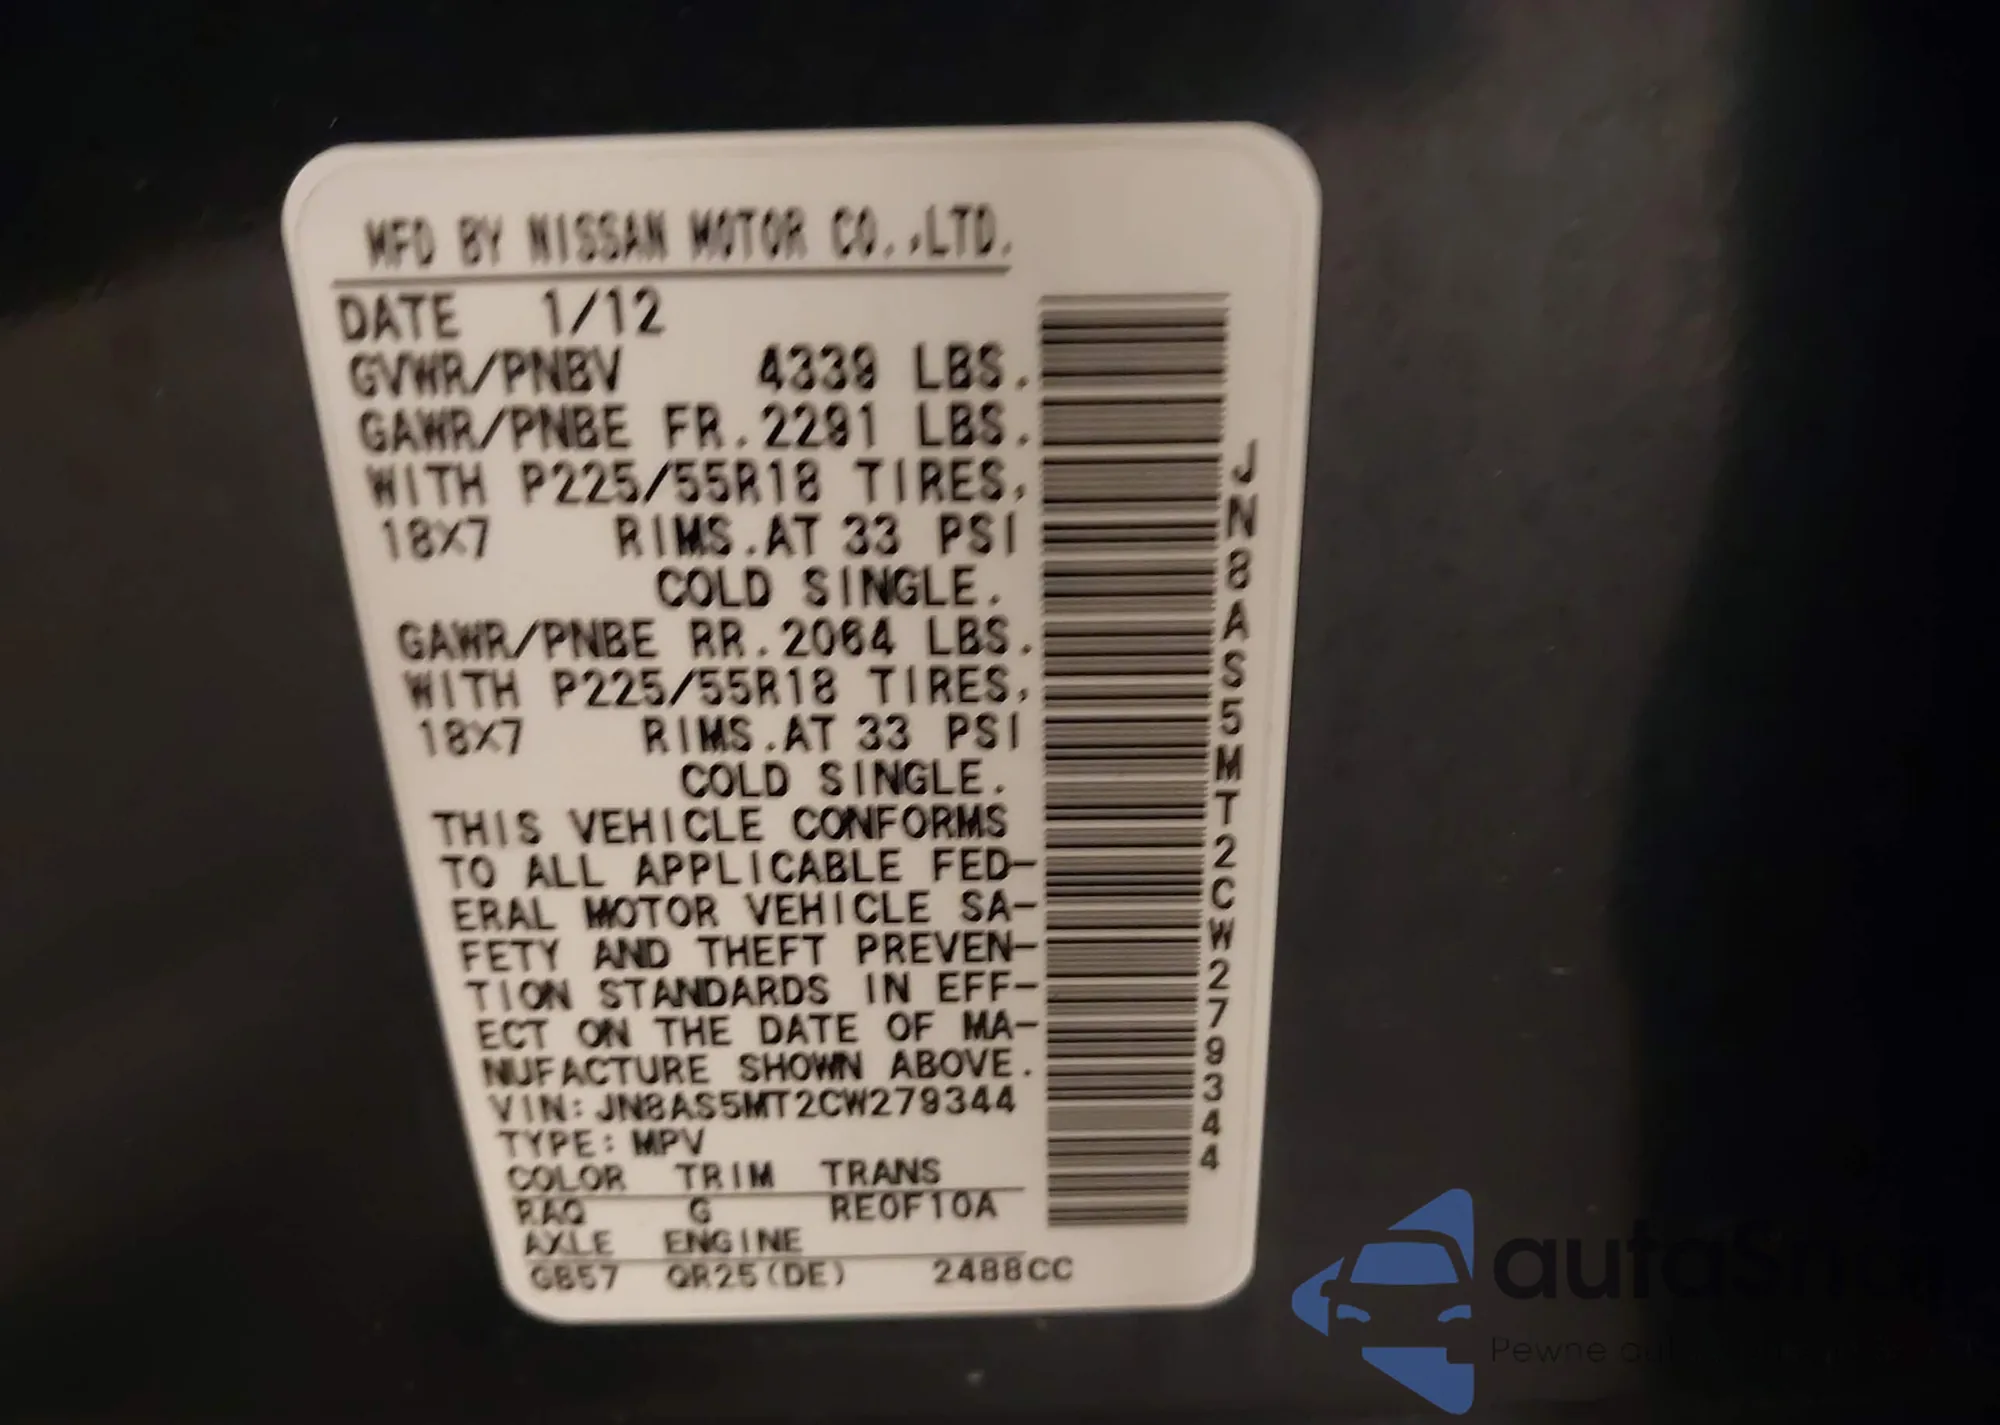 MFD BY NISSAN MOTOR CO.,LTD.
DATE 1/12
GVWR/PNBV 4339 LBS.
GAWR/PNBE FR.2291 LBS.
WITH P225/55R18 TIRES,
18X7 RIMS.AT 33 PSI
COLD SINGLE.
GAWR/PNBE RR.2064 LBS.
WITH P225/55R18 TIRES,
18X7 RIMS.AT 33 PSI
COLD SINGLE.
THIS VEHICLE CONFORMS
TO ALL APPLICABLE FED-
ERAL MOTOR VEHICLE SA-
FETY AND THEFT PREVEN-
TION STANDARDS IN EFF-
ECT ON THE DATE OF MA-
NUFACTURE SHOWN ABOVE.
VIN:JN8AS5MT2CW279344
TYPE:MPV
COLOR TRIM TRANS
RAQ G RE0F10A
AXLE ENGINE
GB57 QR25(DE) 2488CC
JN8AS5MT2CW279344
Pewne